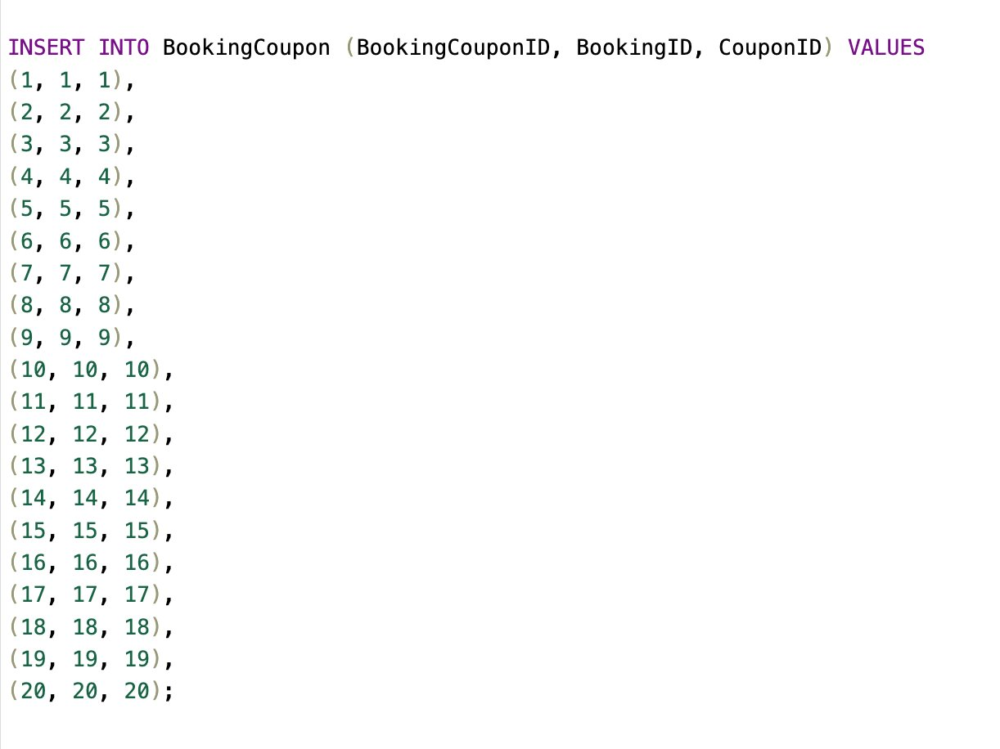 INSERT INTO BookingCoupon (BookingCouponID, BookingID, CouponID) VALUES
(1, 1, 1),
(2, 2, 2),
(3, 3, 3),
(4, 4, 4),
(5, 5, 5),
(6, 6, 6),
(7, 7, 7),
(8, 8, 8),
(9, 9, 9),
(10, 10, 10),
(11, 11, 11),
(12, 12, 12),
(13, 13, 13),
(14, 14, 14),
(15, 15, 15),
(16, 16, 16),
(17, 17, 17),
(18, 18, 18),
(19, 19, 19),
(20, 20, 20);